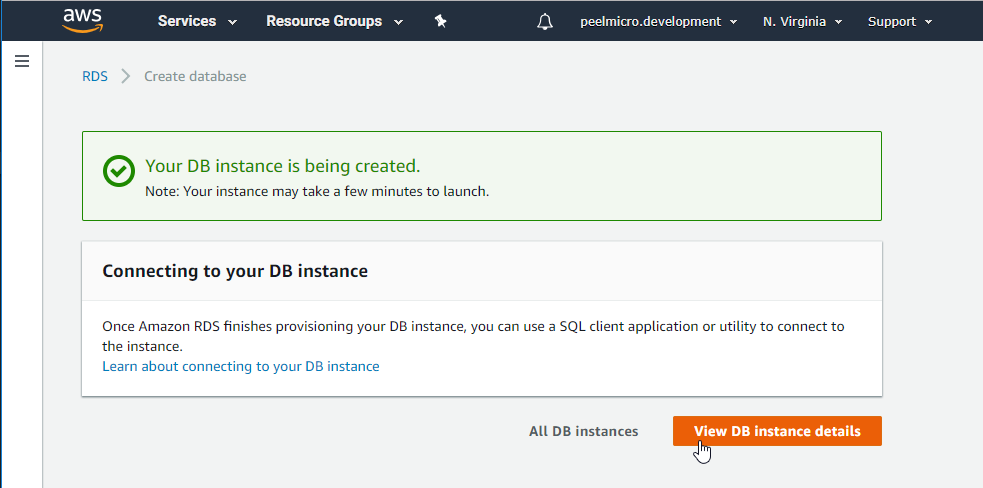 aws Services Resource Groups peelmicro.development N. Virginia Support
RDS Create database
Your DB instance is being created.
Note: Your instance may take a few minutes to launch.
Connecting to your DB instance
Once Amazon RDS finishes provisioning your DB instance, you can use a SQL client application or utility to connect to
the instance.
Learn about connecting to your DB instance
All DB instances View DB instance details